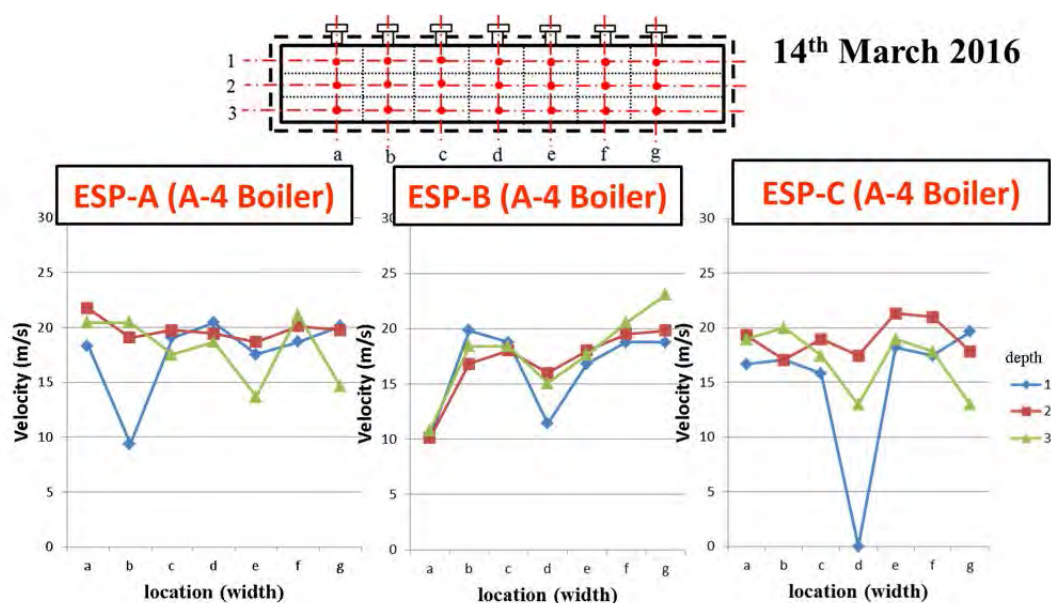 14th March 2016
1
2
3
a b c d e f g
ESP-A (A-4 Boiler)
30
25
20
15
10
5
0
Velocity (m/s)
a b c d e f g
location (width)
ESP-B (A-4 Boiler)
30
25
20
15
10
5
0
Velocity (m/s)
a b c d e f g
location (width)
ESP-C (A-4 Boiler)
30
25
20
15
10
5
0
Velocity (m/s)
a b c d e f g
location (width)
depth
1
2
3